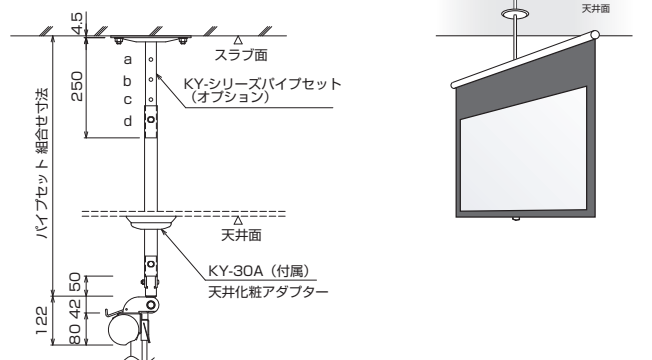 4.5
スラブ面
a
b
c
d
250
KY-シリーズパイプセット
（オプション）
パイプセット 組合せ寸法
天井面
KY-30A（付属）
天井化粧アダプター
50
42
122
80
天井面